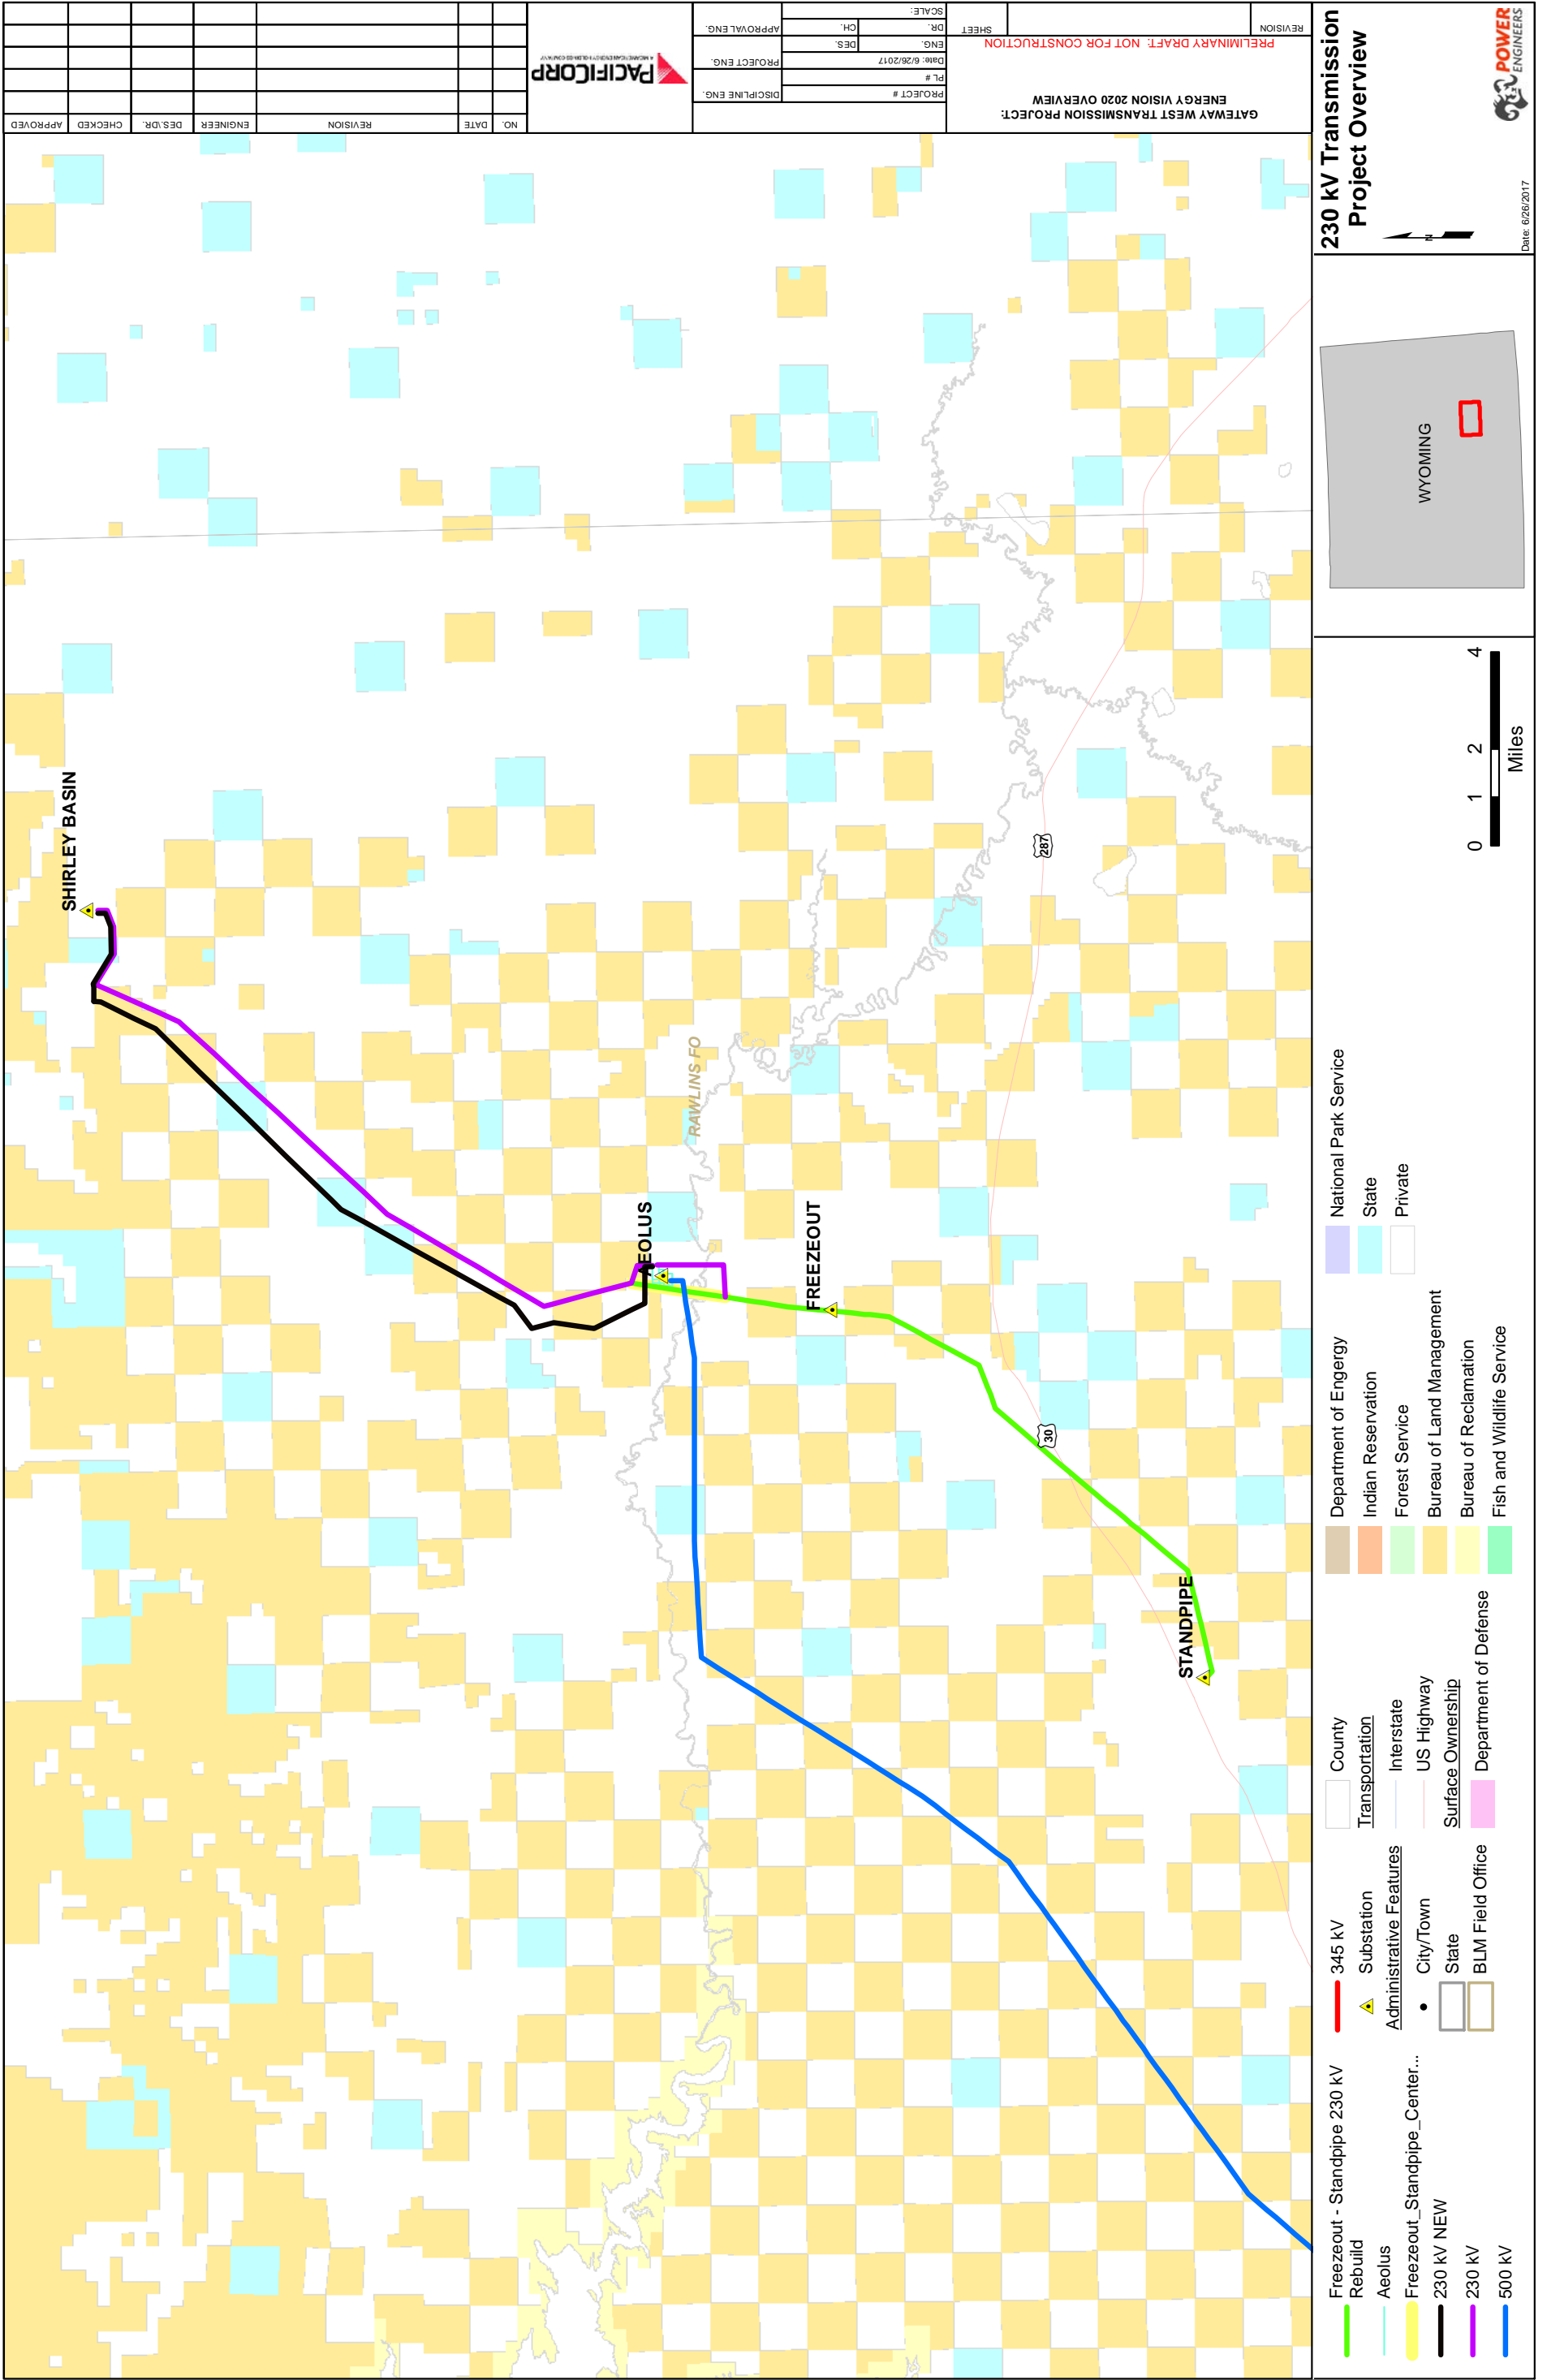 SHIRLEY BASIN
RAWLINS FO
AEOLUS
FREEZEOUT
STANDPIPE
287
30
NO.
DATE
REVISION
ENGINEER
DES./DR.
CHECKED
APPROVED
PACIFICORP
DISCIPLINE ENG.
PROJECT ENG.
APPROVAL ENG.
PROJECT #
PL #
Date: 6/26/2017
ENG.
DES.
DR.
CH.
SCALE:
GATEWAY WEST TRANSMISSION PROJECT:
ENERGY VISION 2020 OVERVIEW
PRELIMINARY DRAFT: NOT FOR CONSTRUCTION
SHEET
REVISION
Freezeout - Standpipe 230 kV
Rebuild
Aeolus
Freezeout_Standpipe_Center...
230 kV NEW
230 kV
500 kV
345 kV
Substation
Administrative Features
City/Town
State
BLM Field Office
County
Transportation
Interstate
US Highway
Surface Ownership
Department of Defense
Department of Engergy
Indian Reservation
Forest Service
Bureau of Land Management
Bureau of Reclamation
Fish and Wildlife Service
National Park Service
State
Private
0 1 2 4
Miles
WYOMING
230 kV Transmission
Project Overview
N
Date: 6/26/2017
POWER
ENGINEERS